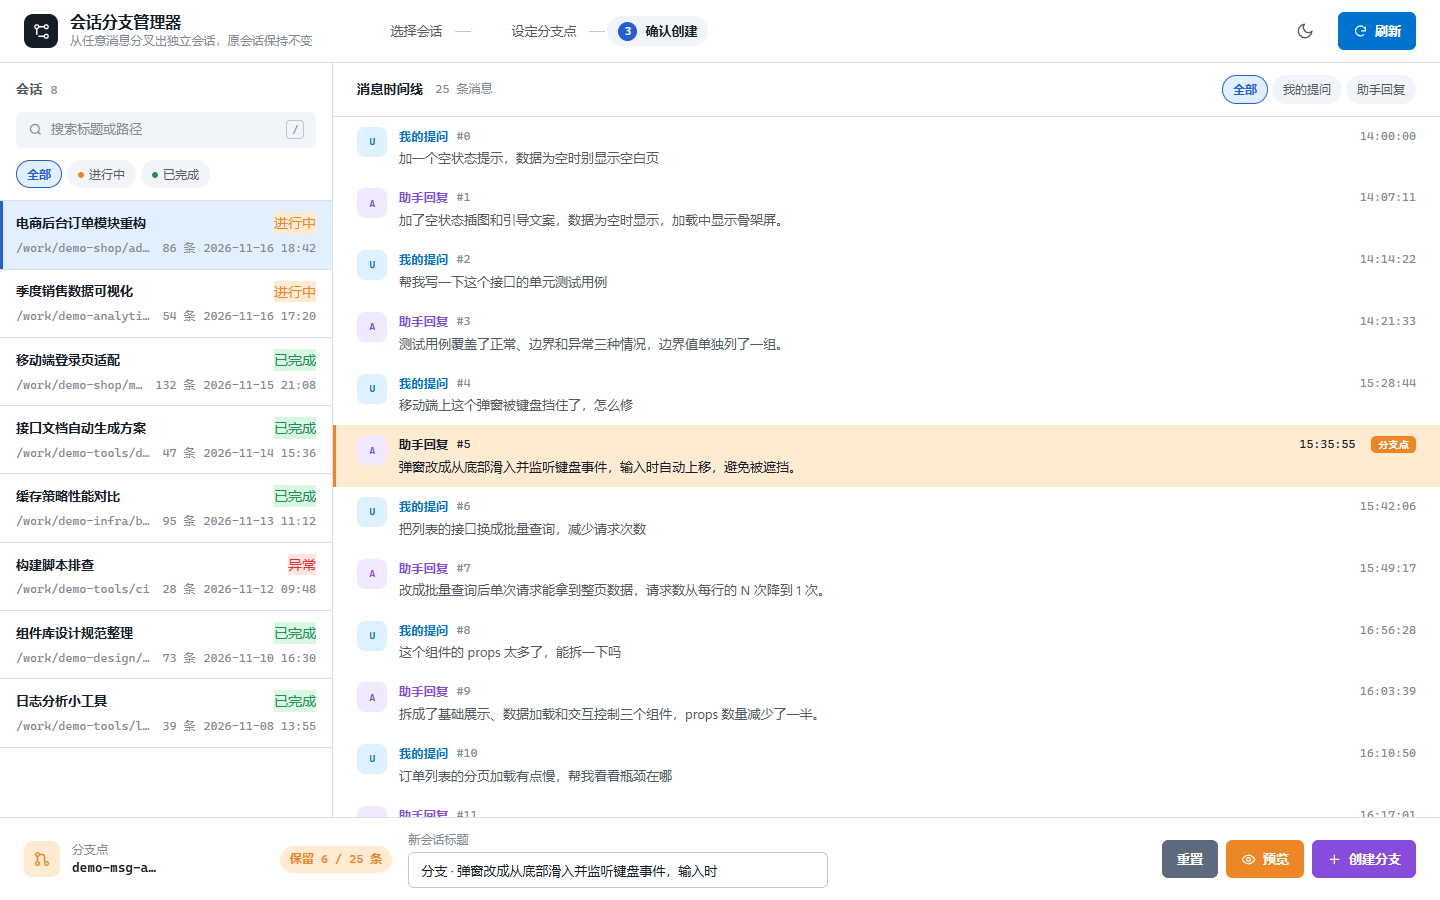 会话分支管理器
从任意消息分叉出独立会话，原会话保持不变
选择会话
设定分支点
3 确认创建
刷新
会话 8
搜索标题或路径 /
全部 进行中 已完成
电商后台订单模块重构 进行中
/work/demo-shop/ad… 86 条 2026-11-16 18:42
季度销售数据可视化 进行中
/work/demo-analyti… 54 条 2026-11-16 17:20
移动端登录页适配 已完成
/work/demo-shop/m… 132 条 2026-11-15 21:08
接口文档自动生成方案 已完成
/work/demo-tools/d… 47 条 2026-11-14 15:36
缓存策略性能对比 已完成
/work/demo-infra/b… 95 条 2026-11-13 11:12
构建脚本排查 异常
/work/demo-tools/ci 28 条 2026-11-12 09:48
组件库设计规范整理 已完成
/work/demo-design/… 73 条 2026-11-10 16:30
日志分析小工具 已完成
/work/demo-tools/l… 39 条 2026-11-08 13:55
消息时间线 25 条消息
全部 我的提问 助手回复
U 我的提问 #0 14:00:00
加一个空状态提示，数据为空时别显示空白页
A 助手回复 #1 14:07:11
加了空状态插图和引导文案，数据为空时显示，加载中显示骨架屏。
U 我的提问 #2 14:14:22
帮我写一下这个接口的单元测试用例
A 助手回复 #3 14:21:33
测试用例覆盖了正常、边界和异常三种情况，边界值单独列了一组。
U 我的提问 #4 15:28:44
移动端上这个弹窗被键盘挡住了，怎么修
A 助手回复 #5 15:35:55 分支点
弹窗改成从底部滑入并监听键盘事件，输入时自动上移，避免被遮挡。
U 我的提问 #6 15:42:06
把列表的接口换成批量查询，减少请求次数
A 助手回复 #7 15:49:17
改成批量查询后单次请求能拿到整页数据，请求数从每行的 N 次降到 1 次。
U 我的提问 #8 16:56:28
这个组件的 props 太多了，能拆一下吗
A 助手回复 #9 16:03:39
拆成了基础展示、数据加载和交互控制三个组件，props 数量减少了一半。
U 我的提问 #10 16:10:50
订单列表的分页加载有点慢，帮我看看瓶颈在哪
助手回复 #11 16:17:01
分支点
demo-msg-a…
保留 6 / 25 条
新会话标题
分支 · 弹窗改成从底部滑入并监听键盘事件，输入时
重置 预览 创建分支